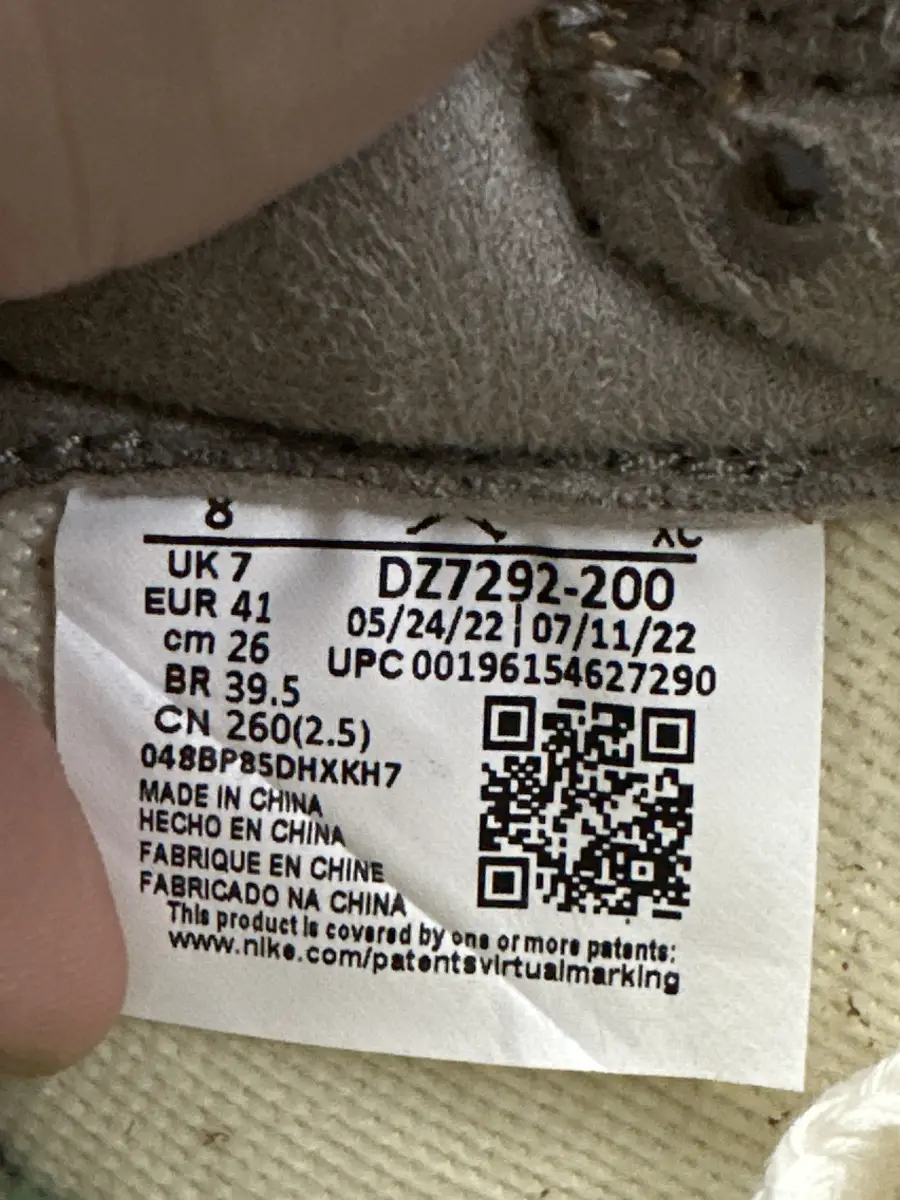 8 XC
UK 7
EUR 41
cm 26
BR 39.5
CN 260(2.5)
048BP85DHXKH7
DZ7292-200
05/24/22 | 07/11/22
UPC 00196154627290
MADE IN CHINA
HECHO EN CHINA
FABRIQUE EN CHINE
FABRICADO NA CHINA
This product is covered by one or more patents:
www.nike.com/patentsvirtualmarking